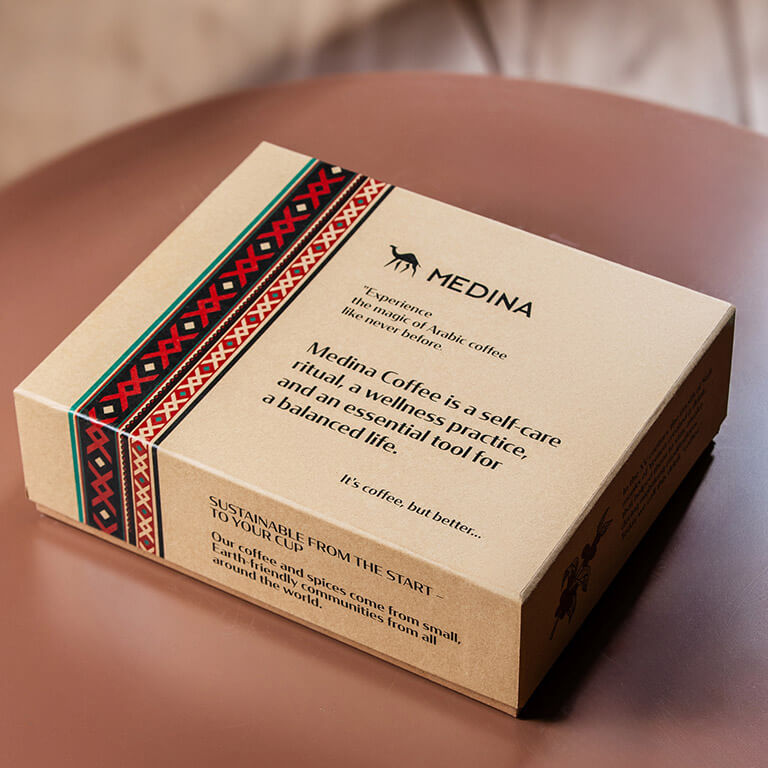 MEDINA
"Experience
the magic of Arabic coffee
like never before.
Medina Coffee is a self-care
ritual, a wellness practice,
and an essential tool for
a balanced life.
It's coffee, but better...
SUSTAINABLE FROM THE START –
TO YOUR CUP
Our coffee and spices come from small,
Earth-friendly communities from all
around the world.